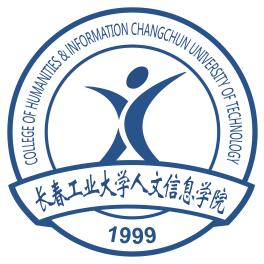 COLLEGE OF HUMANITIES & INFORMATION CHANGCHUN UNIVERSITY OF TECHNOLOGY
长春工业大学人文信息学院
1999